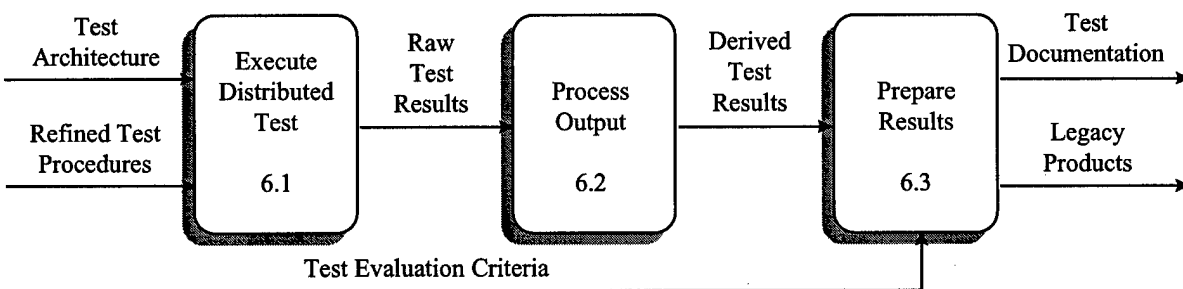 Test
Architecture
Refined Test
Procedures
Execute
Distributed
Test
6.1
Raw
Test
Results
Process
Output
6.2
Derived
Test
Results
Prepare
Results
6.3
Test
Documentation
Legacy
Products
Test Evaluation Criteria